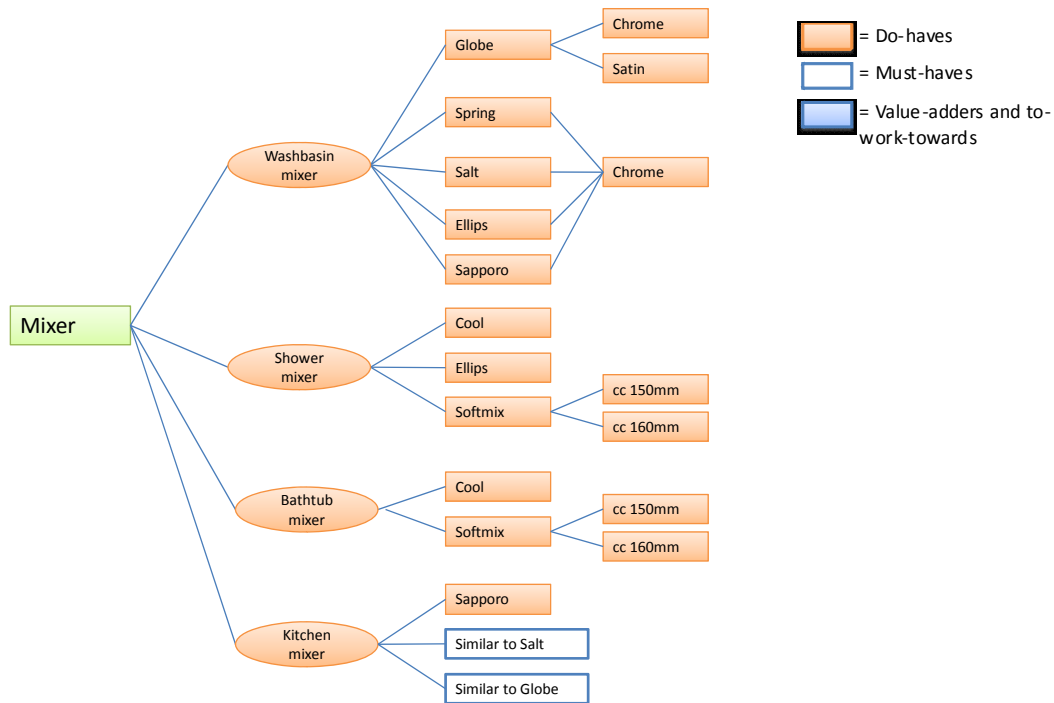 Mixer
Washbasin
mixer
Globe
Chrome
Satin
Spring
Salt
Ellips
Sapporo
Chrome
Shower
mixer
Cool
Ellips
Softmix
cc 150mm
cc 160mm
Bathtub
mixer
Cool
Softmix
cc 150mm
cc 160mm
Kitchen
mixer
Sapporo
Similar to Salt
Similar to Globe
= Do-haves
= Must-haves
= Value-adders and to-
work-towards